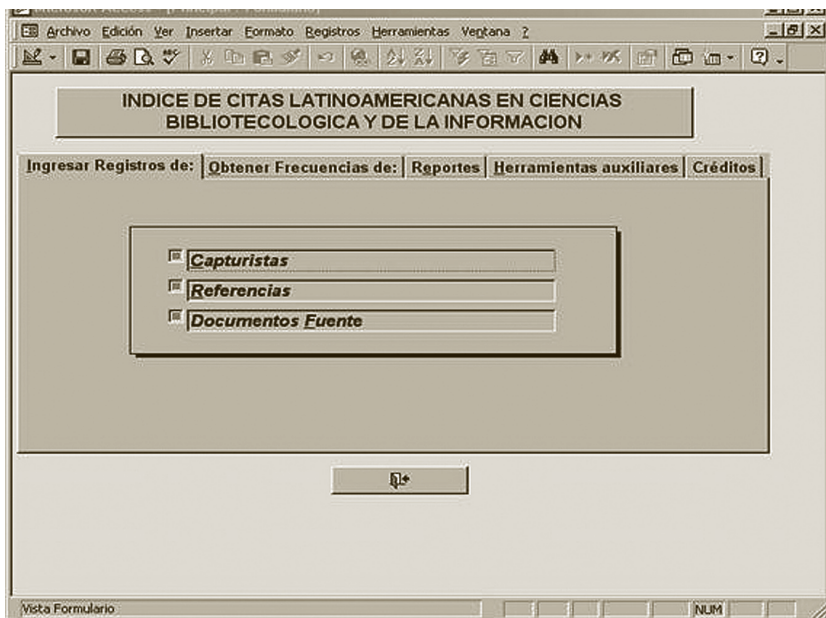 Archivo Edición Ver Insertar Formato Registros Herramientas Ventana ?
INDICE DE CITAS LATINOAMERICANAS EN CIENCIAS
BIBLIOTECOLOGICA Y DE LA INFORMACION
Ingresar Registros de: Obtener Frecuencias de: Reportes Herramientas auxiliares Créditos
Capturistas
Referencias
Documentos Fuente
Vista Formulario NUM